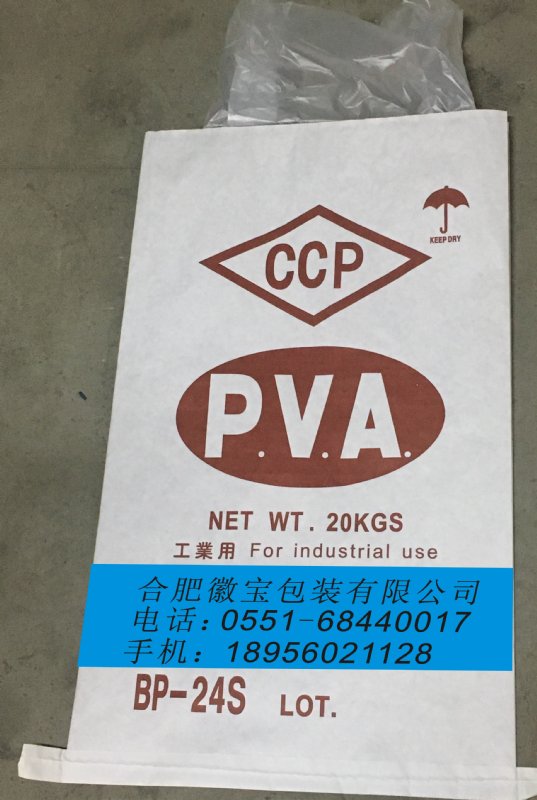 KEEP DRY
CCP
P.V.A.
NET WT. 20KGS
工業用 For industrial use
合肥徽宝包装有限公司
电话：0551-68440017
手机：18956021128
BP-24S LOT.